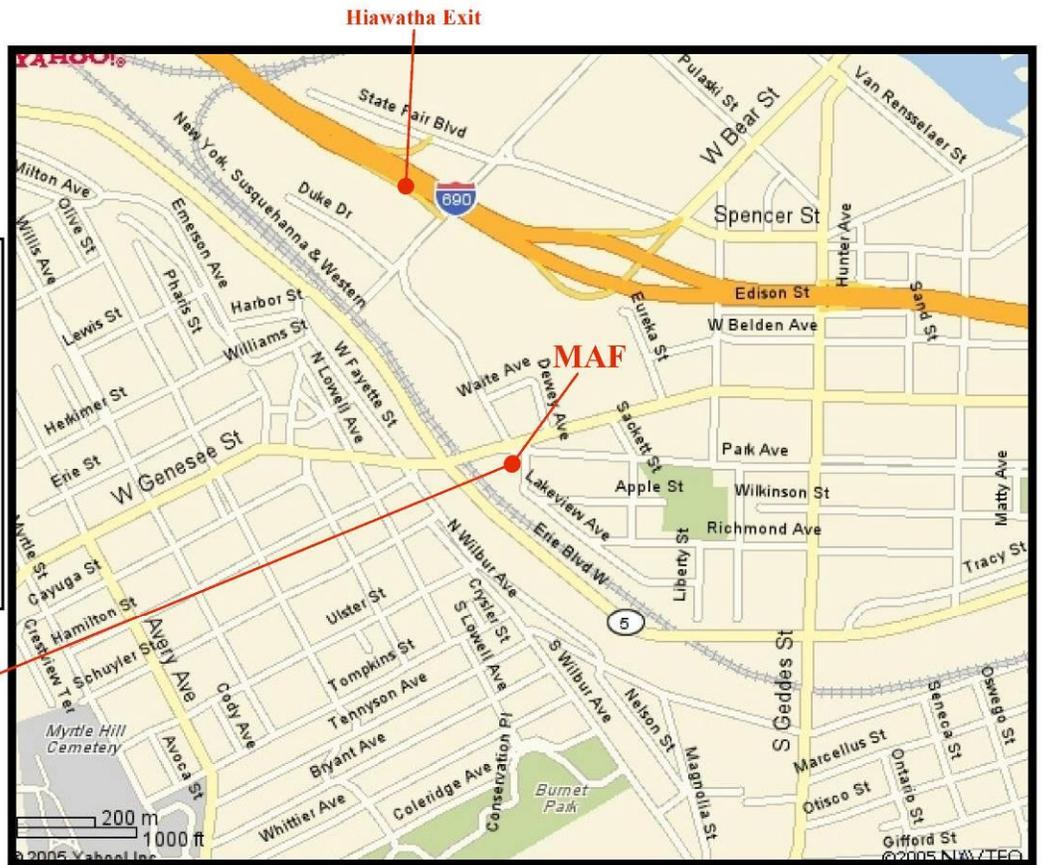 Hiawatha Exit
YAHOO!®
State Fair Blvd
Pulaski St
W Bear St
Van Rensselaer St
New York, Susquehanna & Western
Milton Ave
Olive St
Willis Ave
Emerson Ave
Duke Dr
690
Spencer St
Hunter Ave
Pharis St
Harbor St
Edison St
Sand St
Lewis St
Williams St
Eureka St
W Belden Ave
N Lowell Ave
W Fayette St
Waite Ave
Dewey Ave
MAF
Herkimer St
Sackett St
W Genesee St
Park Ave
Erie St
Lakeview Ave
Apple St
Wilkinson St
Matty Ave
Richmond Ave
Myrtle St
Erie Blvd W
N Wilbur Ave
Liberty St
Tracy St
Cayuga St
Hamilton St
Crysler St
Ulster St
S Lowell Ave
5
Crestview Ter
Schuyler St
Avery Ave
Tompkins St
S Wilbur Ave
S Geddes St
Tennyson Ave
Cody Ave
Nelson St
Seneca St
Oswego St
Myrtle Hill
Cemetery
Avoca St
Bryant Ave
Conservation Pl
Marcellus St
Ontario St
Magnolia St
Coleridge Ave
Burnet
Park
Whittier Ave
Otisco St
200 m
1000 ft
Gifford St
© 2005 Yahoo! Inc
©2005 NAVTEQ